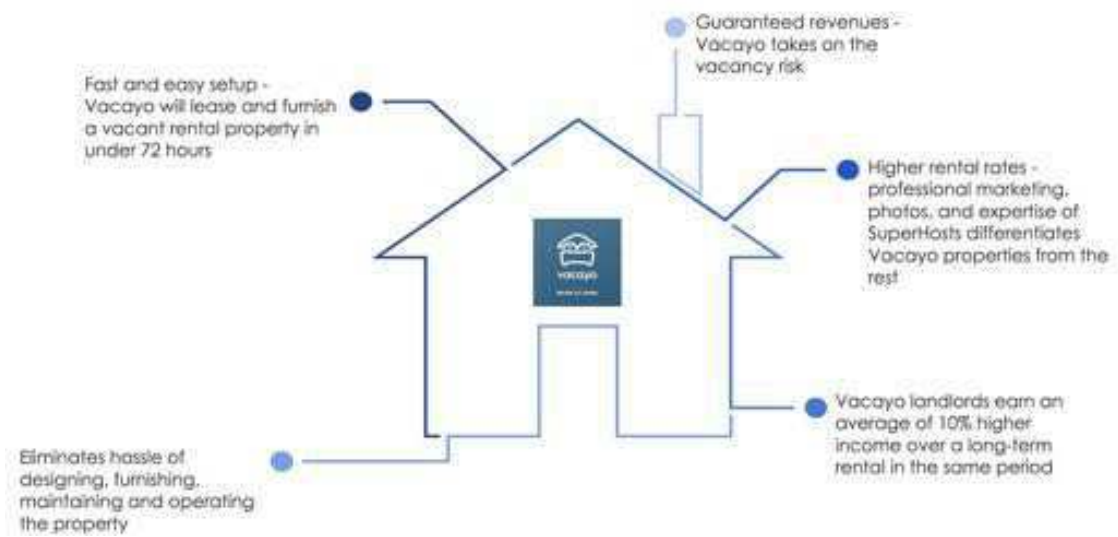 Guaranteed revenues -
Vacayo takes on the
vacancy risk
Fast and easy setup -
Vacayo will lease and furnish
a vacant rental property in
under 72 hours
Higher rental rates -
professional marketing,
photos, and expertise of
SuperHosts differentiates
Vacayo properties from the
rest
vacayo
Vacayo landlords earn an
average of 10% higher
income over a long-term
rental in the same period
Eliminates hassle of
designing, furnishing,
maintaining and operating
the property